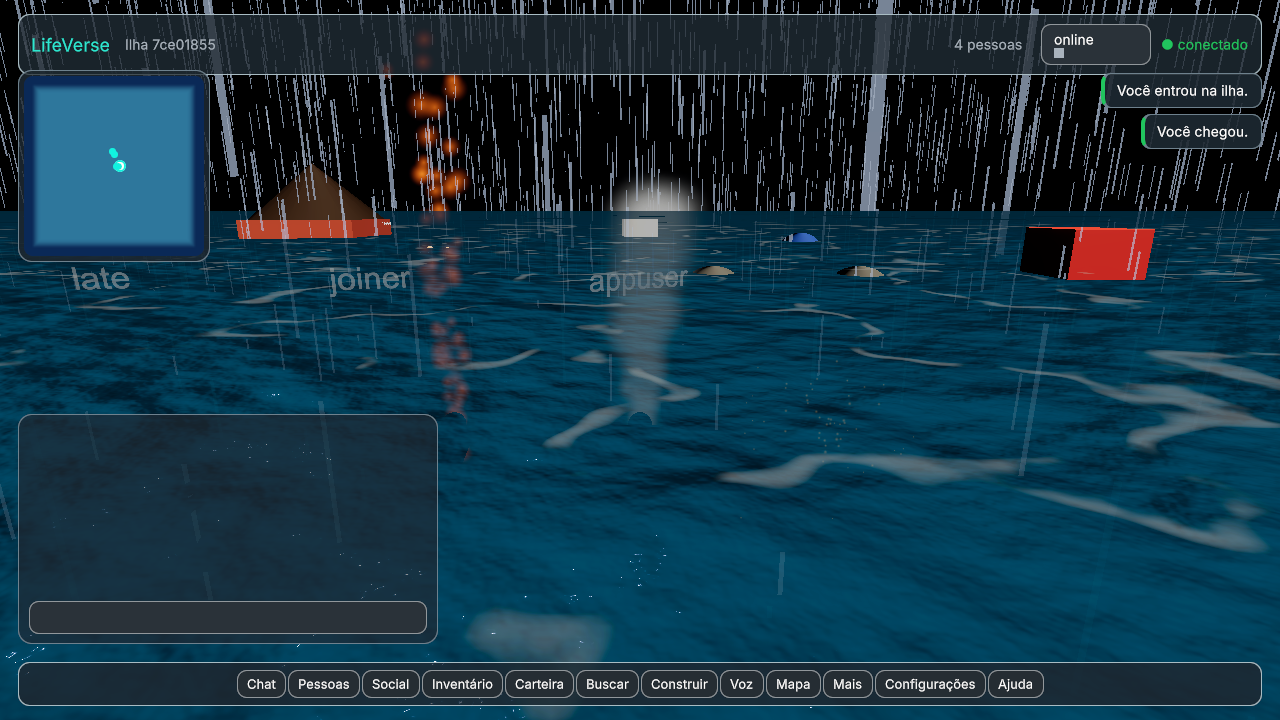 LifeVerse Ilha 7ce01855 4 pessoas online conectado
Você entrou na ilha.
Você chegou.
late joiner appuser
Chat Pessoas Social Inventário Carteira Buscar Construir Voz Mapa Mais Configurações Ajuda